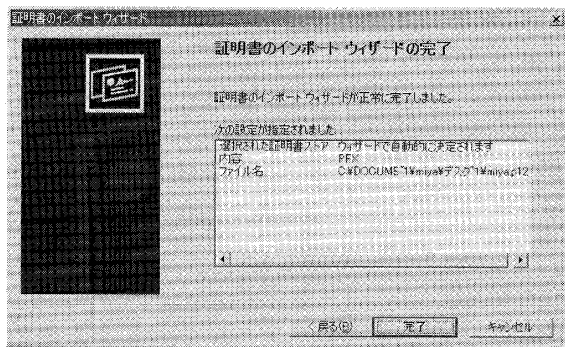 証明書のインポート ウィザード
証明書のインポート ウィザードの完了
証明書のインポート ウィザードが正常に完了しました。
次の設定が指定されました:
選択された証明書ストア ウィザードで自動的に決定されます
内容 PFX
ファイル名 C:¥DOCUME~1¥miya¥デスク~1¥miya.p12
< 戻る(B)
完了
キャンセル